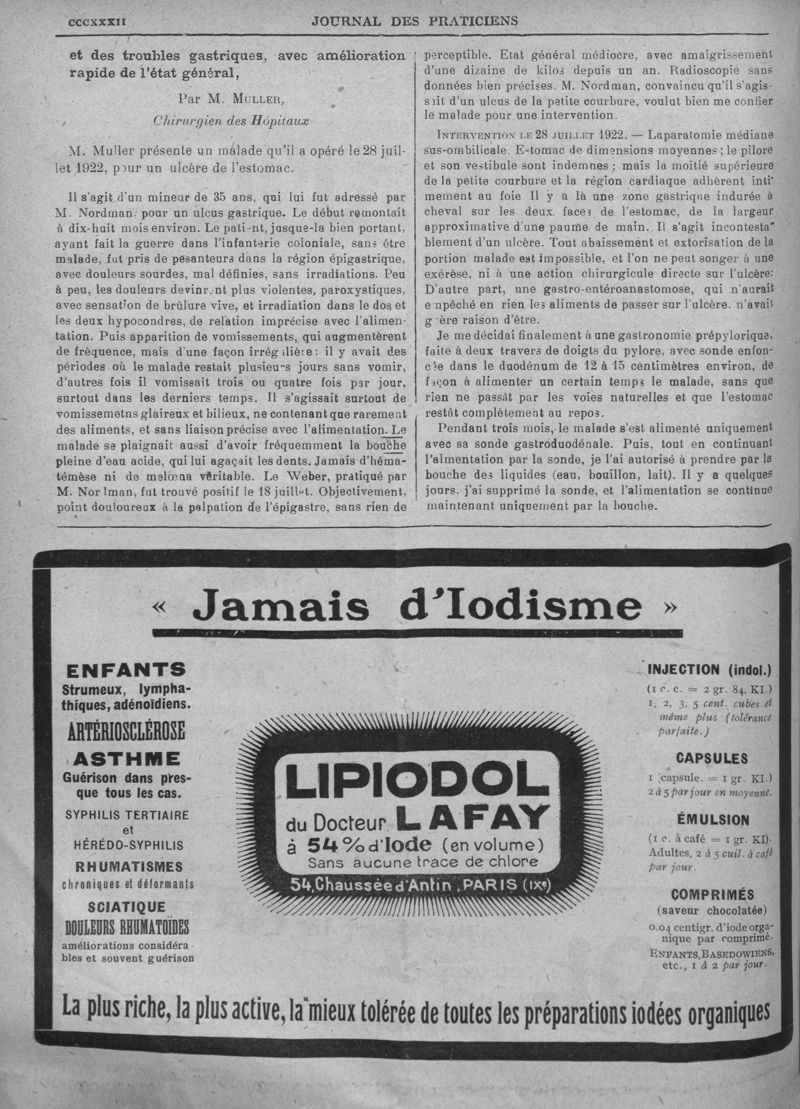 CCCXXXII
JOURNAL DES PRATICIENS
et des troubles gastriques, avec amélioration
rapide de l'état général,
Par M. MULLER,
Chirurgien des Hôpitaux
M. Muller présente un malade qu'il a opéré le 28 juil-
let 1922, pour un ulcère de l'estomac.
Il s'agit d'un mineur de 35 ans, qui lui fut adressé par
M. Nordman, pour un ulcus gastrique. Le début remontait
à dix-huit mois environ. Le patient, jusque-la bien portant,
ayant fait la guerre dans l'infanterie coloniale, sans être
malade, fut pris de pesanteurs dans la région épigastrique,
avec douleurs sourdes, mal définies, sans irradiations. Peu
à peu, les douleurs devinrent plus violentes, paroxystiques,
avec sensation de brûlure vive, et irradiation dans le dos et
les deux hypocondres, de relation imprécise avec l'alimen-
tation. Puis apparition de vomissements, qui augmentèrent
de fréquence, mais d'une façon irrégulière : il y avait des
périodes où le malade restait plusieurs jours sans vomir,
d'autres fois il vomissait trois ou quatre fois par jour,
surtout dans les derniers temps. Il s'agissait surtout de
vomissemetns glaireux et bilieux, ne contenant que rarement
des aliments, et sans liaison précise avec l'alimentation. Le
malade se plaignait aussi d'avoir fréquemment la bouche
pleine d'eau acide, qui lui agaçait les dents. Jamais d'héma-
témèse ni de melœna véritable. Le Weber, pratiqué par
M. Nordman, fut trouvé positif le 18 juillet. Objectivement,
point douloureux à la palpation de l'épigastre, sans rien de
perceptible. Etat général médiocre, avec amaigrissement
d'une dizaine de kilos depuis un an. Radioscopie sans
données bien précises. M. Nordman, convaincu qu'il s'agis-
sait d'un ulcus de la petite courbure, voulut bien me confier
le malade pour une intervention.
INTERVENTION LE 28 JUILLET 1922. — Laparatomie médiane
sus-ombilicale. Estomac de dimensions moyennes ; le pilore
et son vestibule sont indemnes ; mais la moitié supérieure
de la petite courbure et la région cardiaque adhèrent inti
mement au foie Il y a là une zone gastrique indurée à
cheval sur les deux faces de l'estomac, de la largeur
approximative d'une paume de main. Il s'agit incontesta-
blement d'un ulcère. Tout abaissement et extorisation de la
portion malade est impossible, et l'on ne peut songer à une
exérèse, ni à une action chirurgicule directe sur l'ulcère.
D'autre part, une gastro-entéroanastomose, qui n'aurait
empêché en rien les aliments de passer sur l'ulcère, n'avait
guère raison d'être.
Je me décidai finalement à une gastronomie prépylorique,
faite à deux travers de doigts du pylore, avec sonde enfon-
cée dans le duodénum de 12 à 15 centimètres environ, de
façon à alimenter un certain temps le malade, sans que
rien ne passât par les voies naturelles et que l'estomac
restât complètement au repos.
Pendant trois mois, le malade s'est alimenté uniquement
avec sa sonde gastroduodénale. Puis, tout en continuant
l'almentation par la sonde, je l'ai autorisé à prendre par la
bouche des liquides (eau, bouillon, lait). Il y a quelques
jours, j'ai supprimé la sonde, et l'alimentation se continue
maintenant uniquement par la bouche.
« Jamais d'Iodisme »
ENFANTS
Strumeux, lympha-
thiques, adénoïdiens.
ARTÉRIOSCLÉROSE
ASTHME
Guérison dans pres-
que tous les cas.
SYPHILIS TERTIAIRE
et
HÉRÉDO-SYPHILIS
RHUMATISMES
chroniques et déformants
SCIATIQUE
DOULEURS RHUMATOÏDES
améliorations considéra-
bles et souvent guérison
LIPIODOL
du Docteur LAFAY
à 54 % d'Iode (en volume)
Sans aucune trace de chlore
54, Chaussée d'Antin, PARIS (IXe)
INJECTION (indol.)
(1 c. c. = 2 gr. 84, KI.)
1, 2, 3, 5 cent. cubes et
même plus (tolérance
parfaite.)
CAPSULES
1 (capsule. = 1 gr. KI.)
2 à 5 par jour en moyenne.
ÉMULSION
(1 c. à café = 1 gr. KI).
Adultes, 2 à 5 cuil. à café
par jour.
COMPRIMÉS
(saveur chocolatée)
0.04 centigr. d'iode orga-
nique par comprimé.
ENFANTS, BASEDOWIENS,
etc., 1 à 2 par jour.
La plus riche, la plus active, la mieux tolérée de toutes les préparations iodées organiques